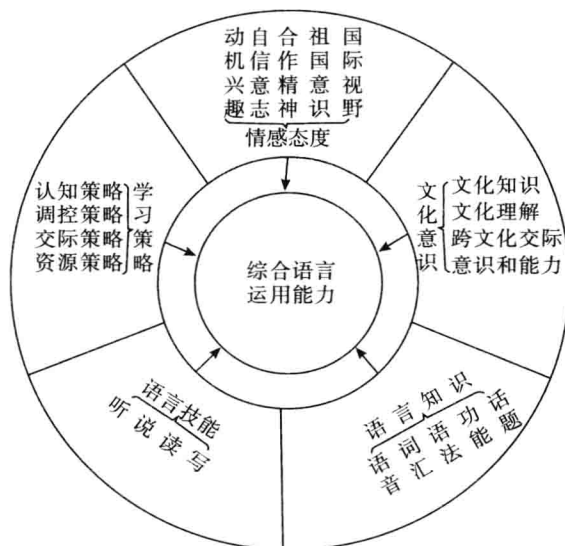 动机兴趣
自信意志
合作精神
祖国意识
国际视野
情感态度
认知策略
调控策略
交际策略
资源策略
学习策略
文化意识
文化知识
文化理解
跨文化交际
意识和能力
综合语言
运用能力
语言技能
听说读写
语言知识
语音
词汇
语法
功能
话题